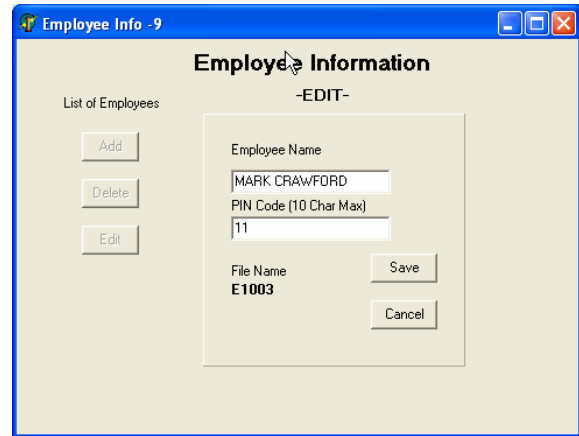 Employee Info -9
Employee Information
-EDIT-
List of Employees
Add
Delete
Edit
Employee Name
MARK CRAWFORD
PIN Code (10 Char Max)
11
File Name
E1003
Save
Cancel